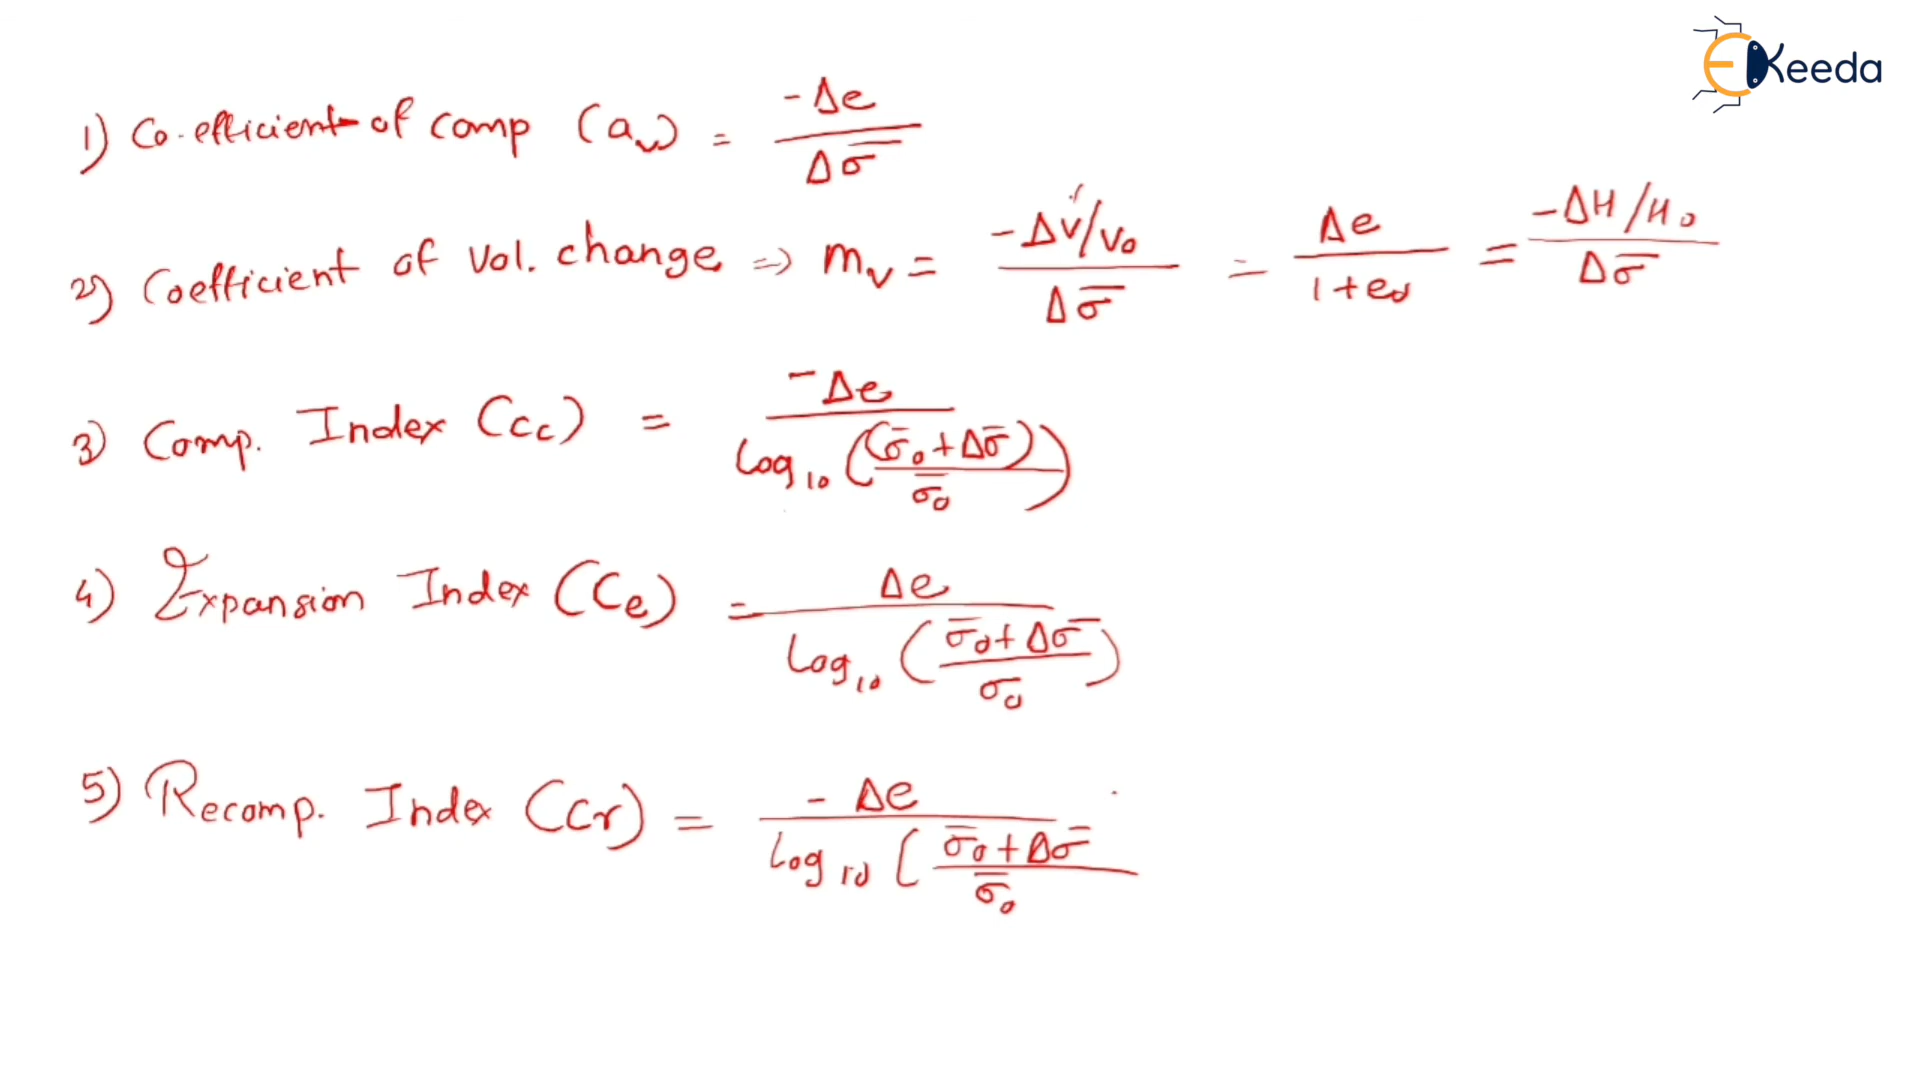 EKeeda
1) Co-efficient of comp (aᵥ) = -Δe / Δσ̅
2) Coefficient of Vol. change => mᵥ = (-ΔV/V₀) / Δσ̅ = Δe / (1+e₀) = (-ΔH/H₀) / Δσ̅
3) Comp. Index (Cc) = -Δe / Log₁₀((σ̅₀+Δσ̅) / σ̅₀)
4) Expansion Index (Ce) = Δe / Log₁₀((σ̅₀+Δσ̅) / σ₀)
5) Recomp. Index (Cr) = -Δe / Log₁₀[(σ̅₀+Δσ̅) / σ̅₀